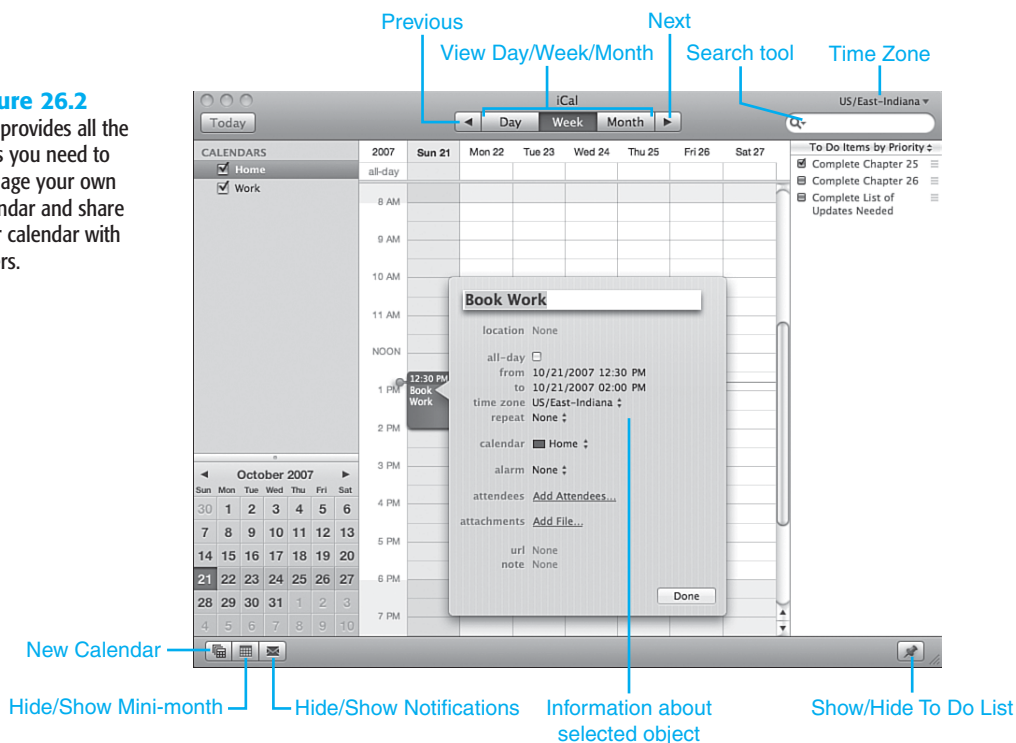 Previous
Next
View Day/Week/Month
Search tool
Time Zone
ure 26.2
provides all the
s you need to
age your own
ndar and share
r calendar with
ers.
iCal
US/East-Indiana
Today
Day
Week
Month
CALENDARS
Home
Work
2007
Sun 21
Mon 22
Tue 23
Wed 24
Thu 25
Fri 26
Sat 27
all-day
To Do Items by Priority
Complete Chapter 25
Complete Chapter 26
Complete List of
Updates Needed
8 AM
9 AM
10 AM
11 AM
NOON
1 PM
2 PM
3 PM
4 PM
5 PM
6 PM
7 PM
12:30 PM
Book
Work
Book Work
location None
all-day
from 10/21/2007 12:30 PM
to 10/21/2007 02:00 PM
time zone US/East-Indiana
repeat None
calendar Home
alarm None
attendees Add Attendees...
attachments Add File...
url None
note None
Done
October 2007
Sun Mon Tue Wed Thu Fri Sat
30 1 2 3 4 5 6
7 8 9 10 11 12 13
14 15 16 17 18 19 20
21 22 23 24 25 26 27
28 29 30 31 1 2 3
4 5 6 7 8 9 10
New Calendar
Hide/Show Mini-month
Hide/Show Notifications
Information about
selected object
Show/Hide To Do List